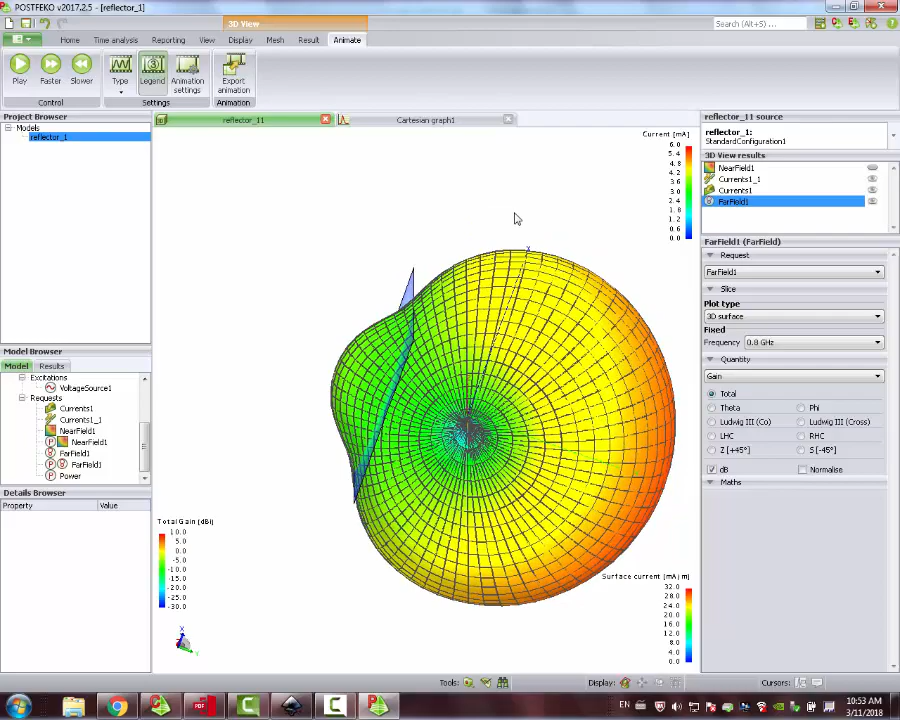 POSTFEKO v2017.2.5 - [reflector_1]
3D View
Search (Alt+S) . . .
Home Time analysis Reporting View Display Mesh Result Animate
Play Faster Slower Type Legend Animation settings Export animation
Control Settings Animation
Project Browser
Models
reflector_1
reflector_11
Cartesian graph1
Current [mA]
6.0
5.4
4.8
4.2
3.6
3.0
2.4
1.8
1.2
0.6
0.0
Model Browser
Model Results
Excitations
VoltageSource1
Requests
Currents1
Currents1_1
NearField1
NearField1
FarField1
FarField1
Power
Details Browser
Property Value
Total Gain [dBi]
10.0
5.0
0.0
-5.0
-10.0
-15.0
-20.0
-25.0
-30.0
X
Y
X
Surface current [mA/m]
32.0
28.0
24.0
20.0
16.0
12.0
8.0
4.0
0.0
reflector_11 source
reflector_1:
StandardConfiguration1
3D View results
NearField1
Currents1_1
Currents1
FarField1
FarField1 (FarField)
Request
FarField1
Slice
Plot type
3D surface
Fixed
Frequency 0.8 GHz
Quantity
Gain
Total
Theta Phi
Ludwig III (Co) Ludwig III (Cross)
LHC RHC
Z [+45°] S [-45°]
dB Normalise
Maths
Tools: Display: Cursors:
EN
10:53 AM
3/11/2018